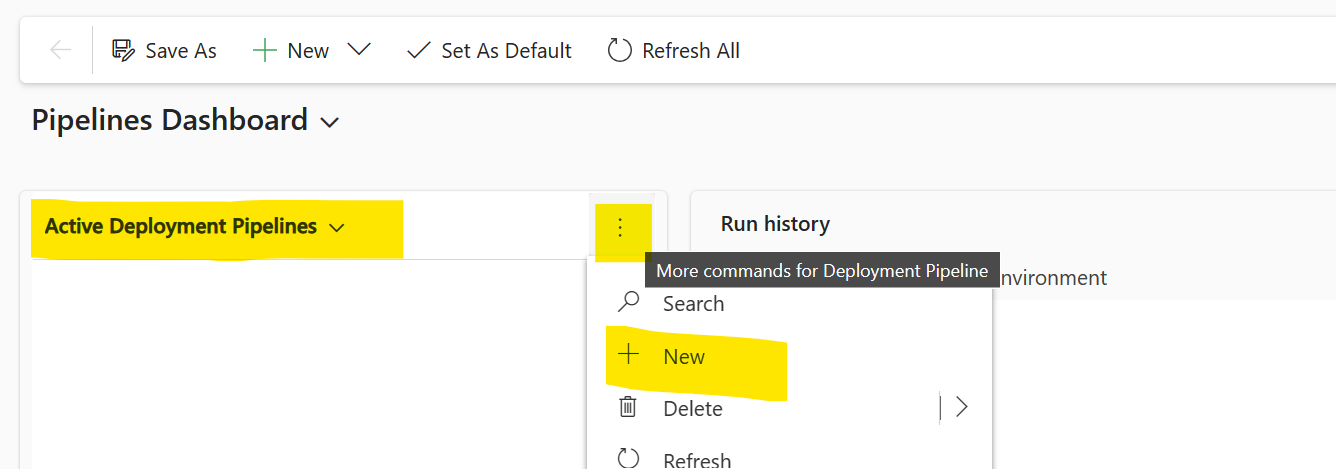 Save As New Set As Default Refresh All
Pipelines Dashboard
Active Deployment Pipelines
Run history
More commands for Deployment Pipeline
Search
New
Delete
Refresh